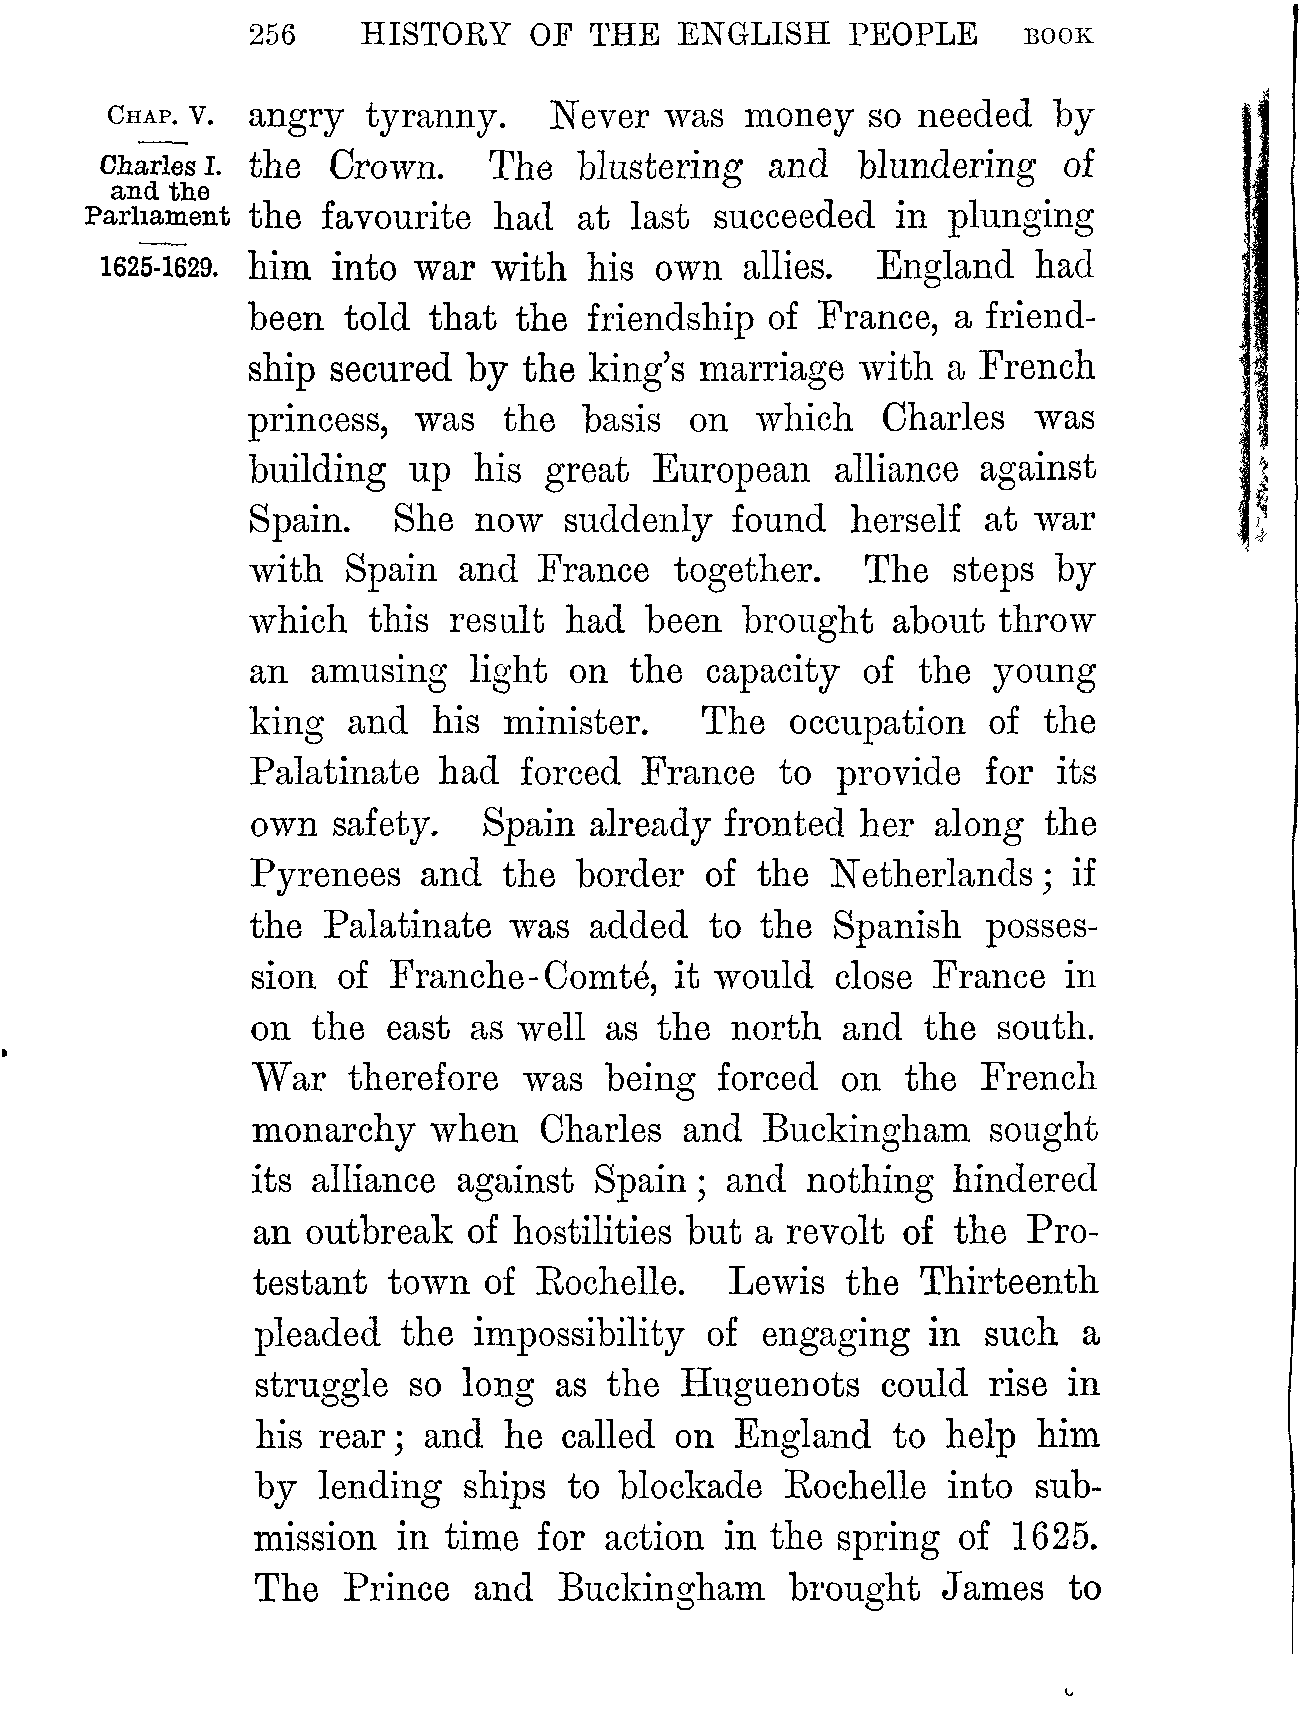 256 HISTORY OF THE ENGLISH PEOPLE BOOK
CHAP. V.
Charles I.
and the
Parliament
1625-1629.
angry tyranny. Never was money so needed by
the Crown. The blustering and blundering of
the favourite had at last succeeded in plunging
him into war with his own allies. England had
been told that the friendship of France, a friend-
ship secured by the king's marriage with a French
princess, was the basis on which Charles was
building up his great European alliance against
Spain. She now suddenly found herself at war
with Spain and France together. The steps by
which this result had been brought about throw
an amusing light on the capacity of the young
king and his minister. The occupation of the
Palatinate had forced France to provide for its
own safety. Spain already fronted her along the
Pyrenees and the border of the Netherlands; if
the Palatinate was added to the Spanish posses-
sion of Franche-Comté, it would close France in
on the east as well as the north and the south.
War therefore was being forced on the French
monarchy when Charles and Buckingham sought
its alliance against Spain; and nothing hindered
an outbreak of hostilities but a revolt of the Pro-
testant town of Rochelle. Lewis the Thirteenth
pleaded the impossibility of engaging in such a
struggle so long as the Huguenots could rise in
his rear; and he called on England to help him
by lending ships to blockade Rochelle into sub-
mission in time for action in the spring of 1625.
The Prince and Buckingham brought James to